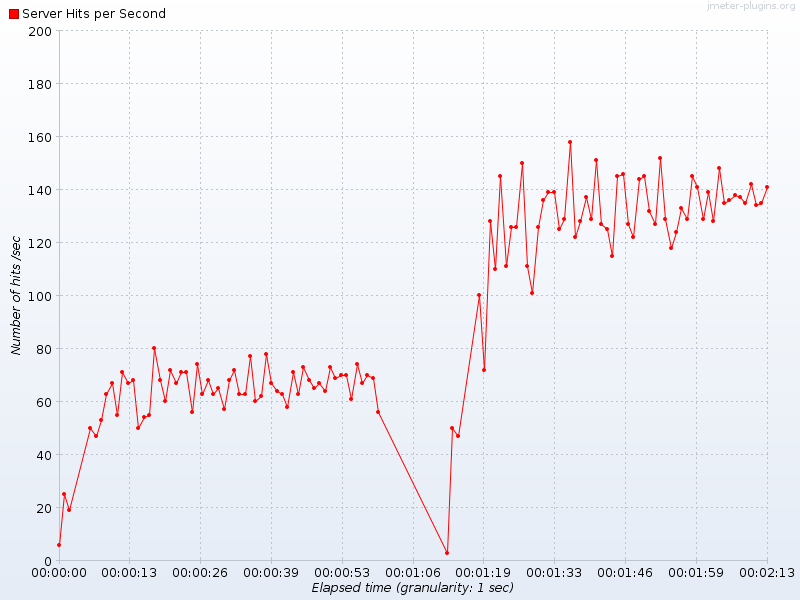 jmeter-plugins.org
Server Hits per Second
200
180
160
140
120
100
80
60
40
20
0
Number of hits /sec
00:00:00 00:00:13 00:00:26 00:00:39 00:00:53 00:01:06 00:01:19 00:01:33 00:01:46 00:01:59 00:02:13
Elapsed time (granularity: 1 sec)